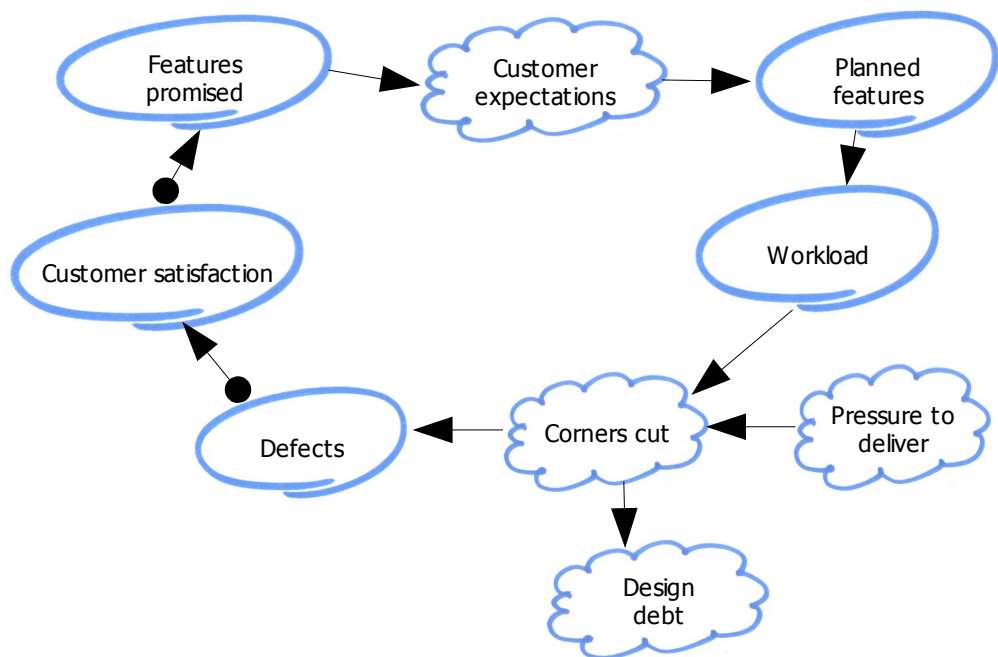 Features
promised
Customer
expectations
Planned
features
Customer satisfaction
Workload
Defects
Corners cut
Pressure to
deliver
Design
debt